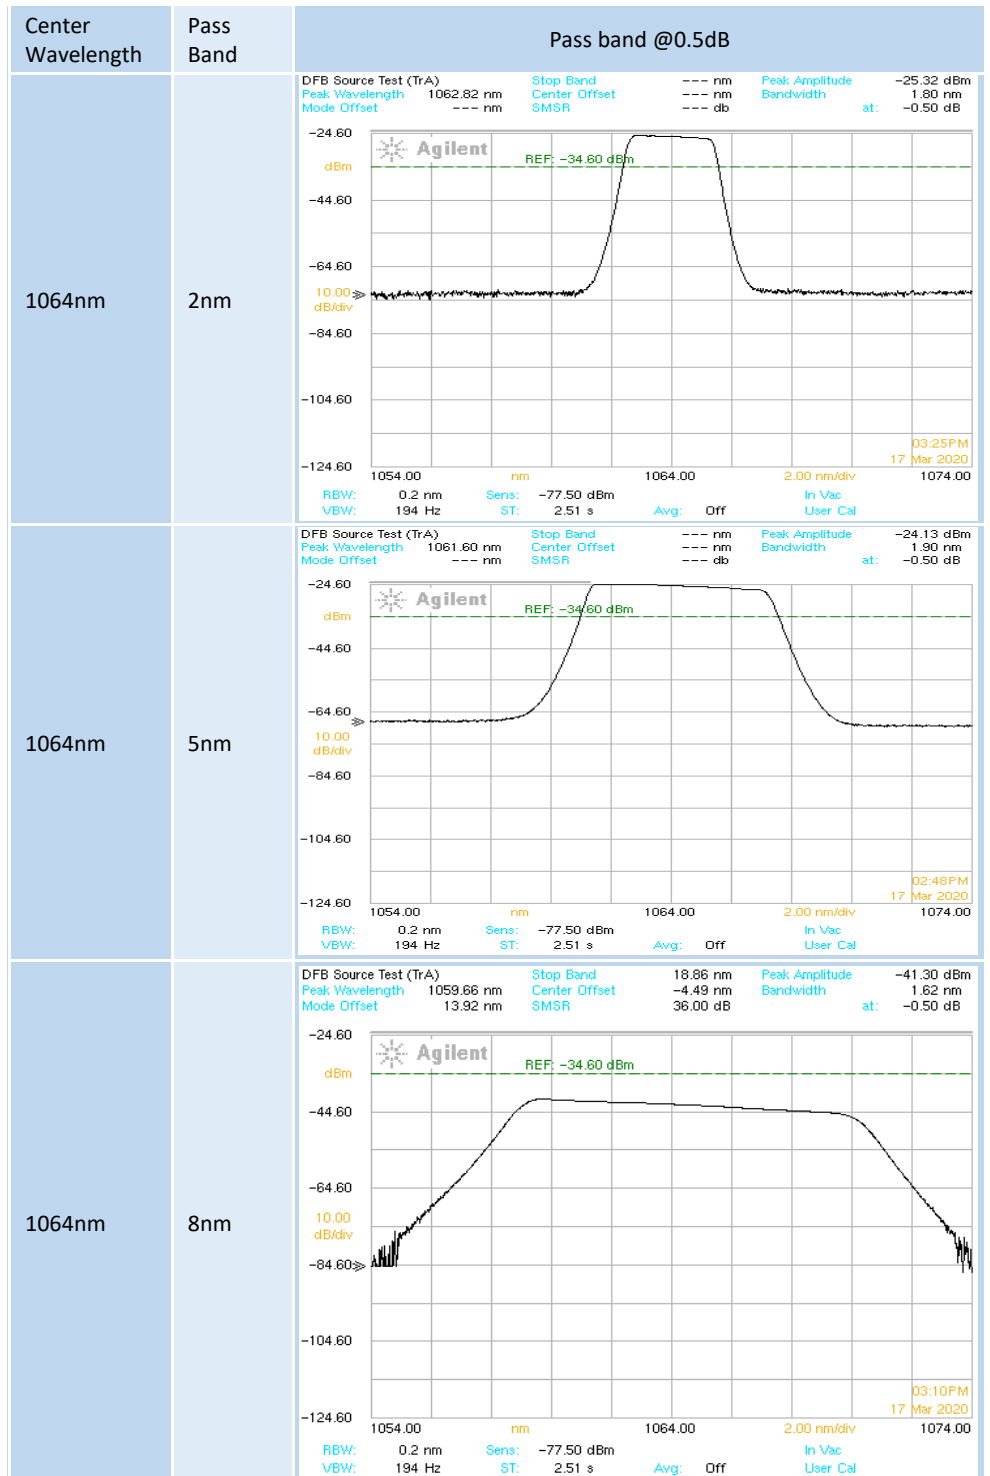 Center Wavelength
Pass Band
Pass band @0.5dB
1064nm
2nm
DFB Source Test (TrA) Stop Band --- nm Peak Amplitude -25.32 dBm
Peak Wavelength 1062.82 nm Center Offset --- nm Bandwidth 1.80 nm
Mode Offset --- nm SMSR --- db at: -0.50 dB
-24.60
Agilent
REF: -34.60 dBm
dBm
-44.60
-64.60
10.00
dB/div
-84.60
-104.60
03:25PM
17 Mar 2020
-124.60
1054.00 nm 1064.00 2.00 nm/div 1074.00
RBW: 0.2 nm Sens: -77.50 dBm In Vac
VBW: 194 Hz ST: 2.51 s Avg: Off User Cal
1064nm
5nm
DFB Source Test (TrA) Stop Band --- nm Peak Amplitude -24.13 dBm
Peak Wavelength 1061.60 nm Center Offset --- nm Bandwidth 1.90 nm
Mode Offset --- nm SMSR --- db at: -0.50 dB
-24.60
Agilent
REF: -34.60 dBm
dBm
-44.60
-64.60
10.00
dB/div
-84.60
-104.60
02:48PM
17 Mar 2020
-124.60
1054.00 nm 1064.00 2.00 nm/div 1074.00
RBW: 0.2 nm Sens: -77.50 dBm In Vac
VBW: 194 Hz ST: 2.51 s Avg: Off User Cal
1064nm
8nm
DFB Source Test (TrA) Stop Band 18.86 nm Peak Amplitude -41.30 dBm
Peak Wavelength 1059.66 nm Center Offset -4.49 nm Bandwidth 1.62 nm
Mode Offset 13.92 nm SMSR 36.00 dB at: -0.50 dB
-24.60
Agilent
REF: -34.60 dBm
dBm
-44.60
-64.60
10.00
dB/div
-84.60
-104.60
03:10PM
17 Mar 2020
-124.60
1054.00 nm 1064.00 2.00 nm/div 1074.00
RBW: 0.2 nm Sens: -77.50 dBm In Vac
VBW: 194 Hz ST: 2.51 s Avg: Off User Cal